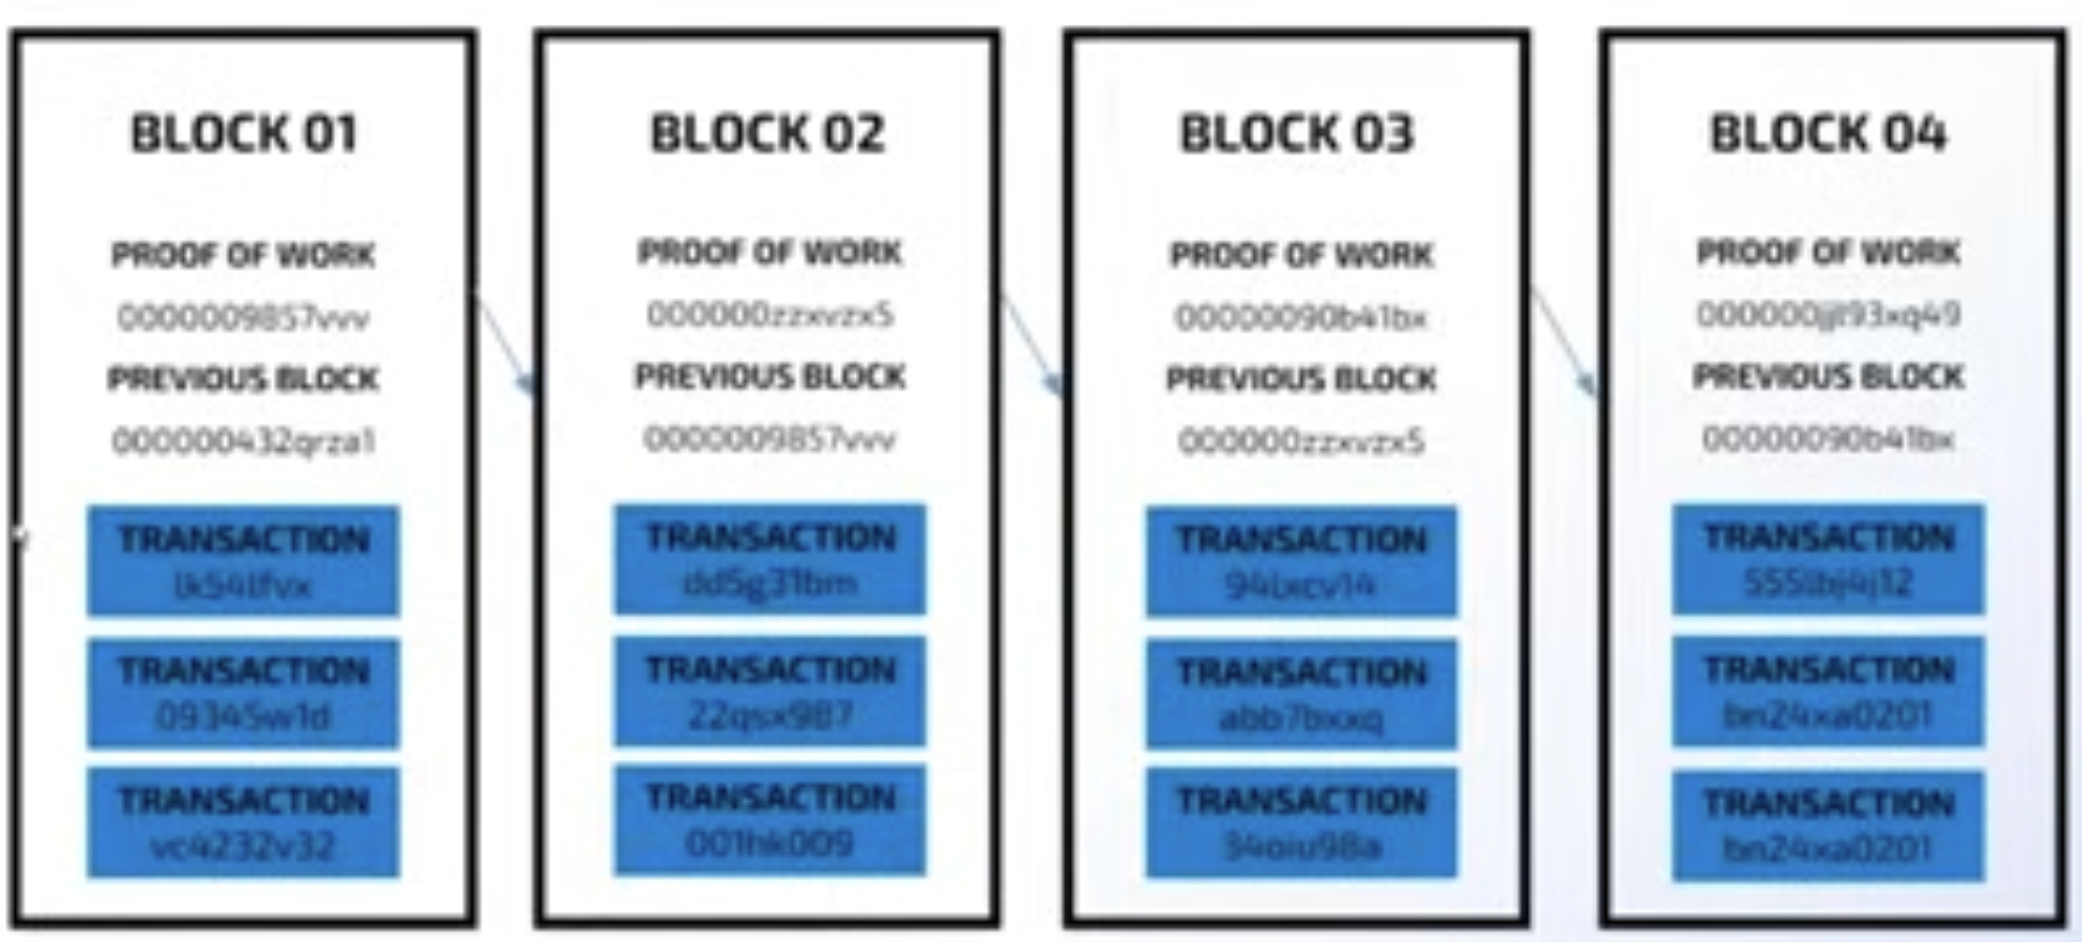 BLOCK 01
PROOF OF WORK
0000009857vvv
PREVIOUS BLOCK
000000432qrza1
TRANSACTION
lk54lfvx
TRANSACTION
09345w1d
TRANSACTION
vc4232v32
BLOCK 02
PROOF OF WORK
000000zzxvzx5
PREVIOUS BLOCK
0000009857vvv
TRANSACTION
dd5g31bm
TRANSACTION
22qsx987
TRANSACTION
001hk009
BLOCK 03
PROOF OF WORK
00000090b41bx
PREVIOUS BLOCK
000000zzxvzx5
TRANSACTION
94lxcv14
TRANSACTION
abb7bxxq
TRANSACTION
34oiu98a
BLOCK 04
PROOF OF WORK
000000jjl93xq49
PREVIOUS BLOCK
00000090b41bx
TRANSACTION
555lbj4j12
TRANSACTION
bn24xa0201
TRANSACTION
bn24xa0201